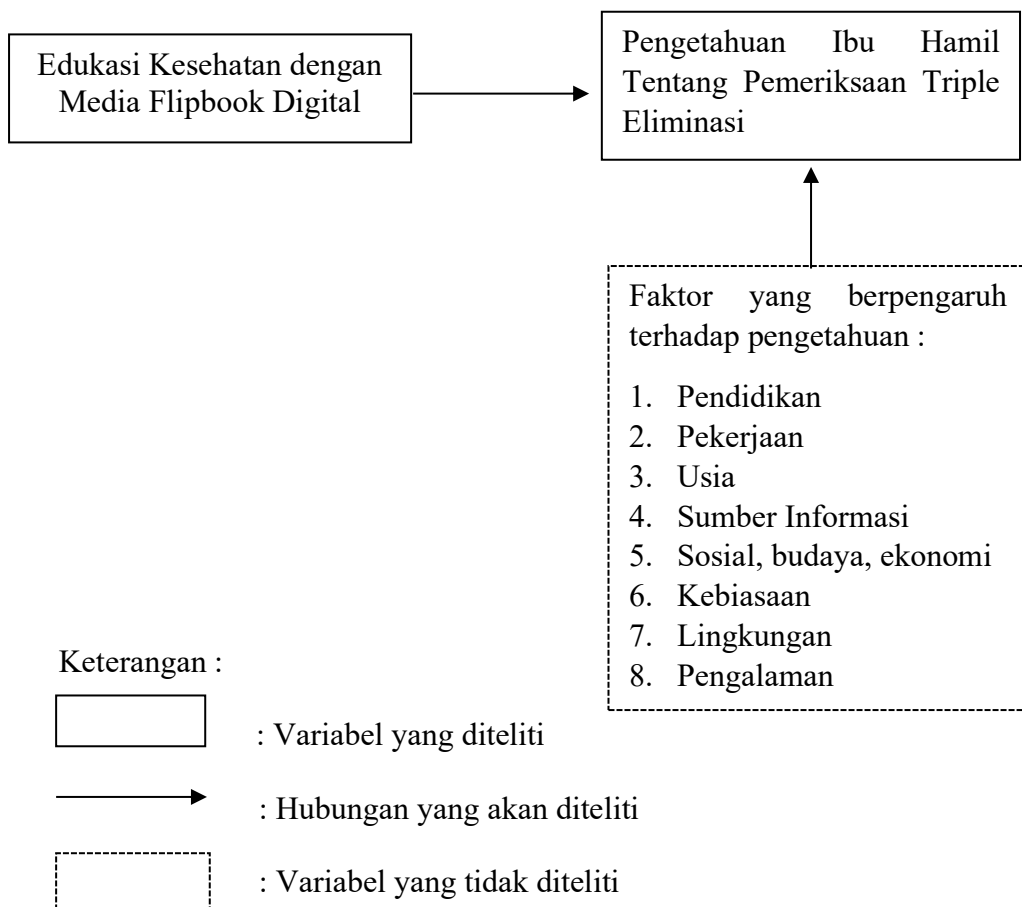 Edukasi Kesehatan dengan
Media Flipbook Digital
Pengetahuan Ibu Hamil
Tentang Pemeriksaan Triple
Eliminasi
Faktor yang berpengaruh
terhadap pengetahuan :
1. Pendidikan
2. Pekerjaan
3. Usia
4. Sumber Informasi
5. Sosial, budaya, ekonomi
6. Kebiasaan
7. Lingkungan
8. Pengalaman
Keterangan :
: Variabel yang diteliti
: Hubungan yang akan diteliti
: Variabel yang tidak diteliti